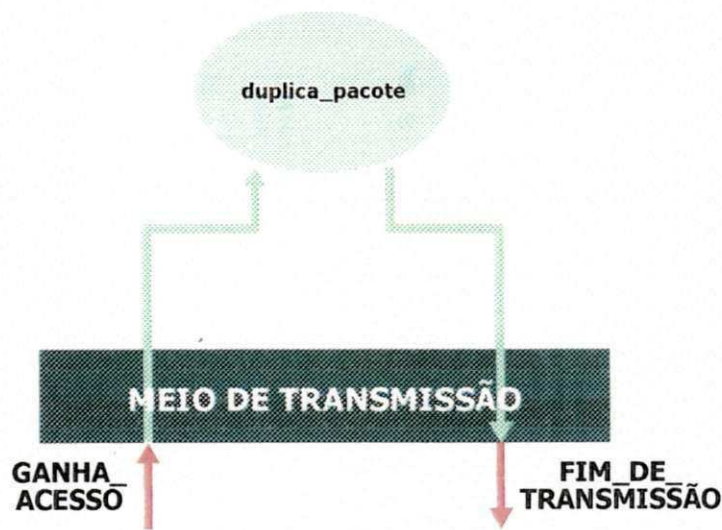 duplica_pacote
MEIO DE TRANSMISSÃO
GANHA_
ACESSO
FIM_DE_
TRANSMISSÃO